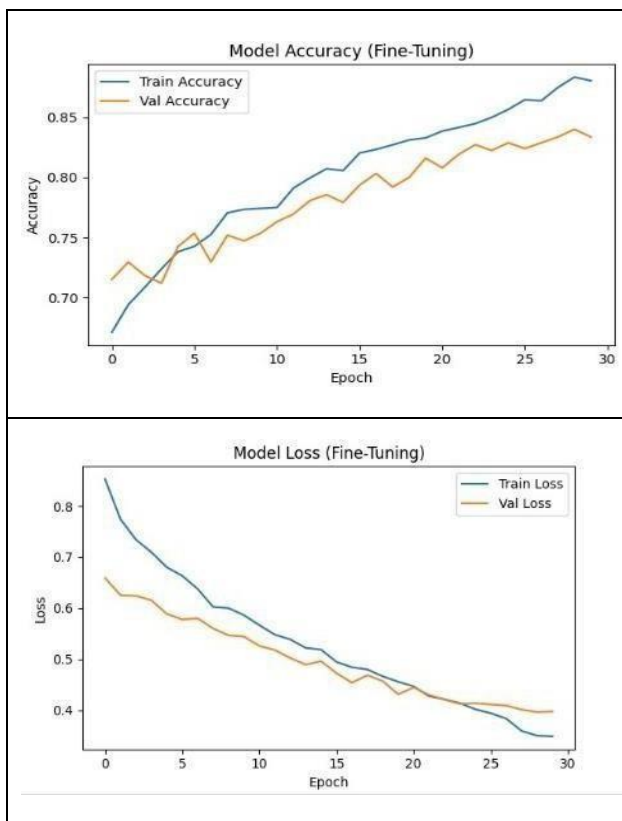 Model Accuracy (Fine-Tuning)
Train Accuracy
Val Accuracy
0.85
0.80
0.75
0.70
Accuracy
0 5 10 15 20 25 30
Epoch
Model Loss (Fine-Tuning)
Train Loss
Val Loss
0.8
0.7
0.6
0.5
0.4
Loss
0 5 10 15 20 25 30
Epoch